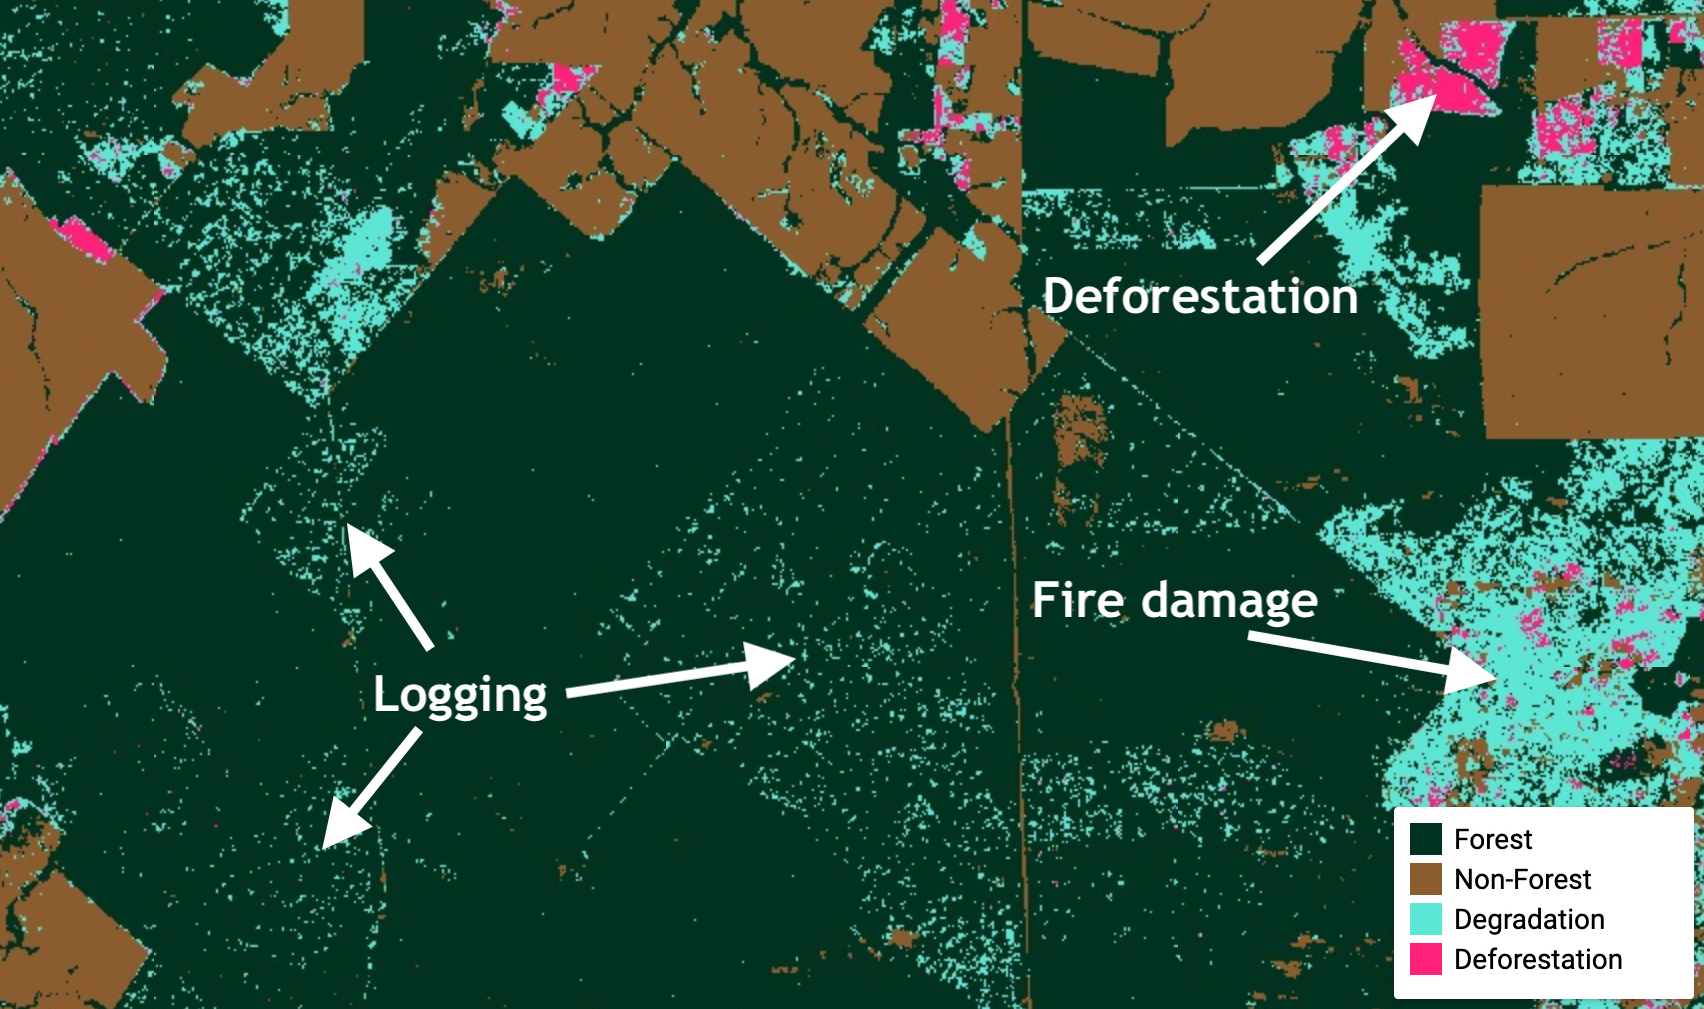 Deforestation
Fire damage
Logging
Forest
Non-Forest
Degradation
Deforestation